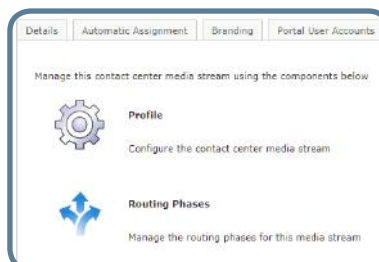 Details Automatic Assignment Branding Portal User Accounts
Manage this contact center media stream using the components below
Profile
Configure the contact center media stream
Routing Phases
Manage the routing phases for this media stream